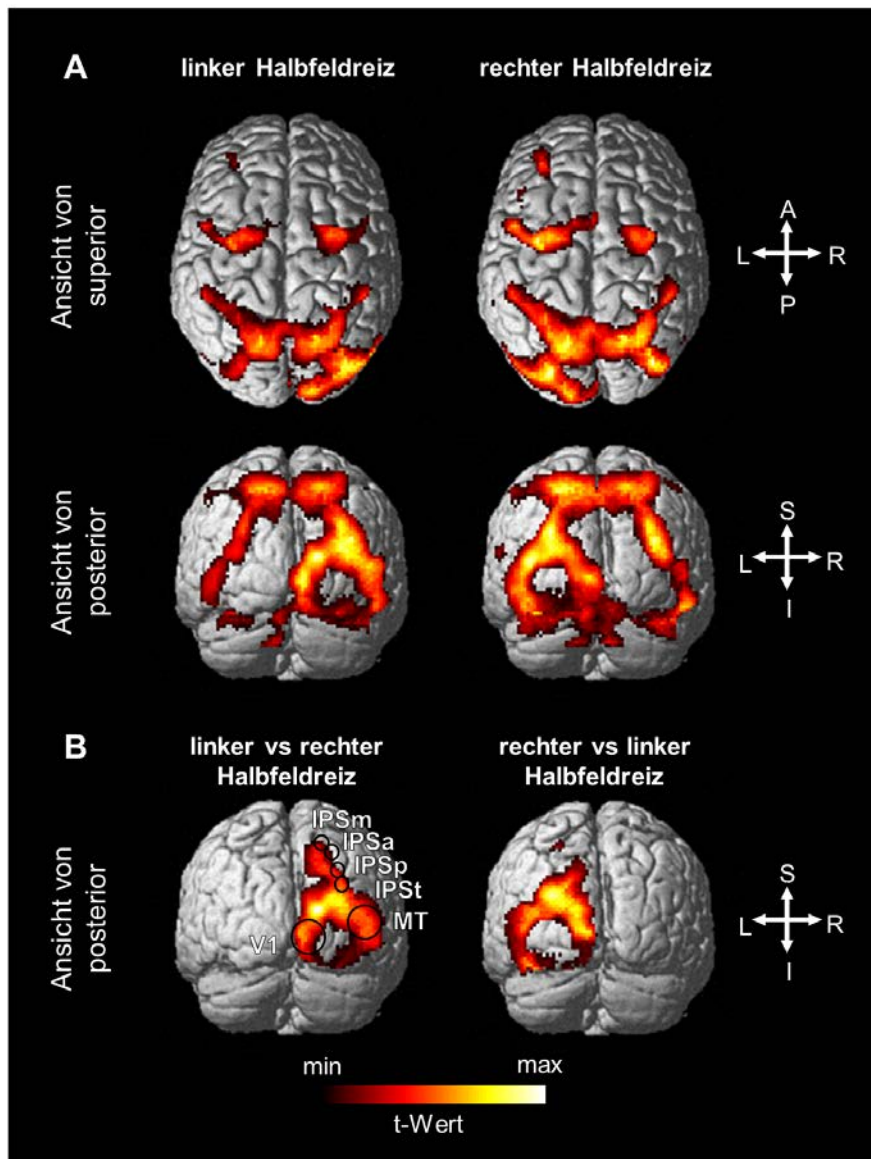 A
linker Halbfeldreiz
rechter Halbfeldreiz
Ansicht von
superior
A
L R
P
Ansicht von
posterior
S
L R
I
B
linker vs rechter
Halbfeldreiz
rechter vs linker
Halbfeldreiz
Ansicht von
posterior
IPSm
IPSa
IPSp
IPSt
MT
V1
S
L R
I
min
max
t-Wert